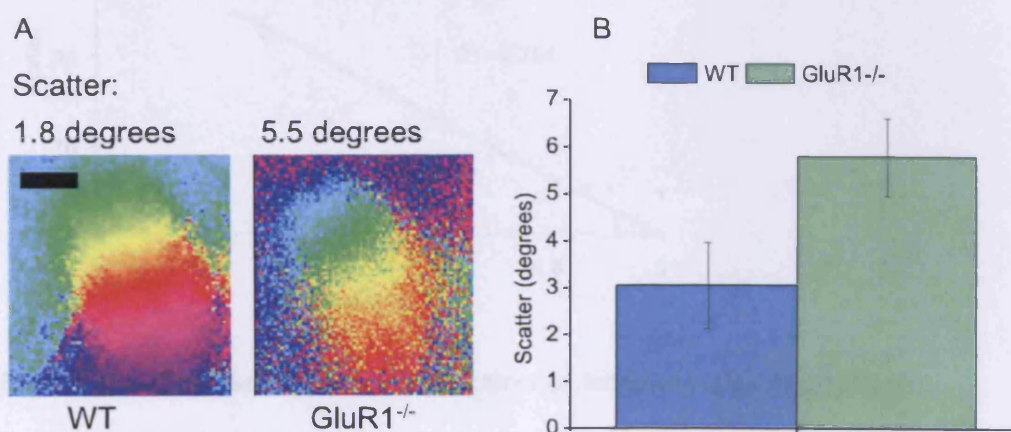 A
Scatter:
1.8 degrees 5.5 degrees
WT GluR1-/-
B
WT GluR1-/-
Scatter (degrees)
7
6
5
4
3
2
1
0